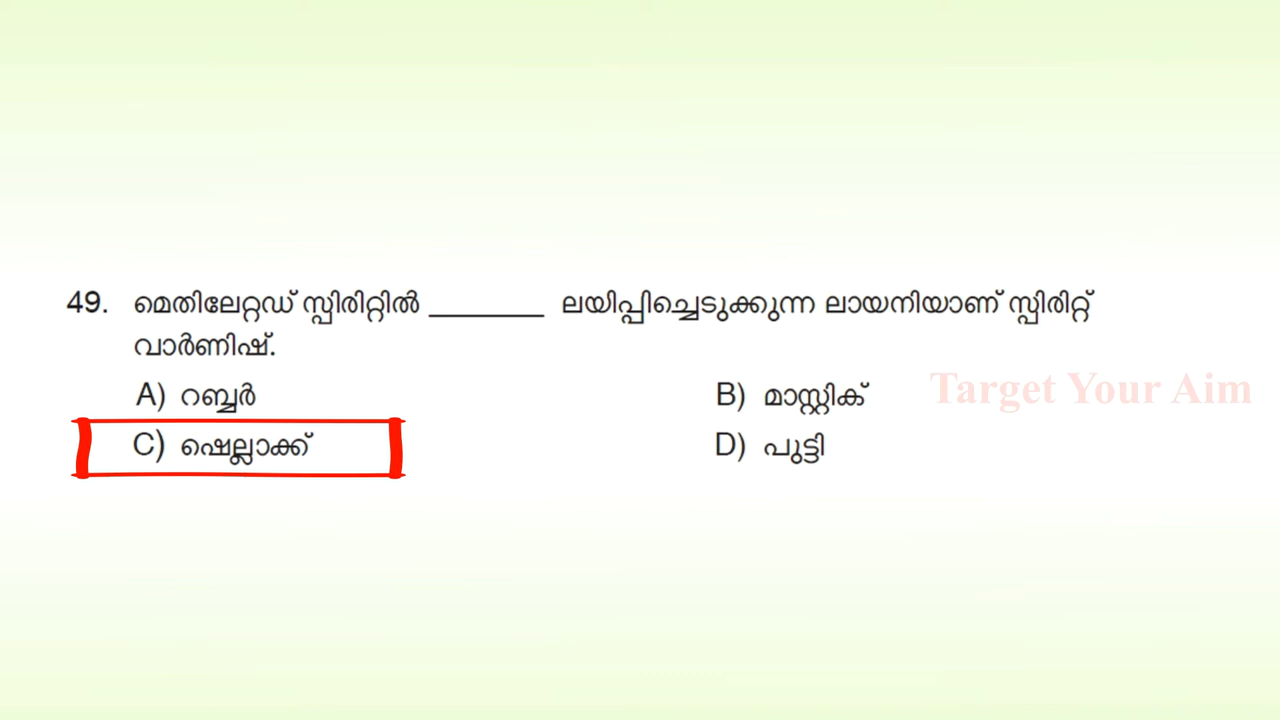 49. മെതിലേറ്റഡ് സ്പിരിറ്റിൽ ________ ലയിപ്പിച്ചെടുക്കുന്ന ലായനിയാണ് സ്പിരിറ്റ്
വാർണിഷ്.
A) റബ്ബർ B) മാസ്റ്റിക്
Target Your Aim
C) ഷെല്ലാക്ക് D) പുട്ടി